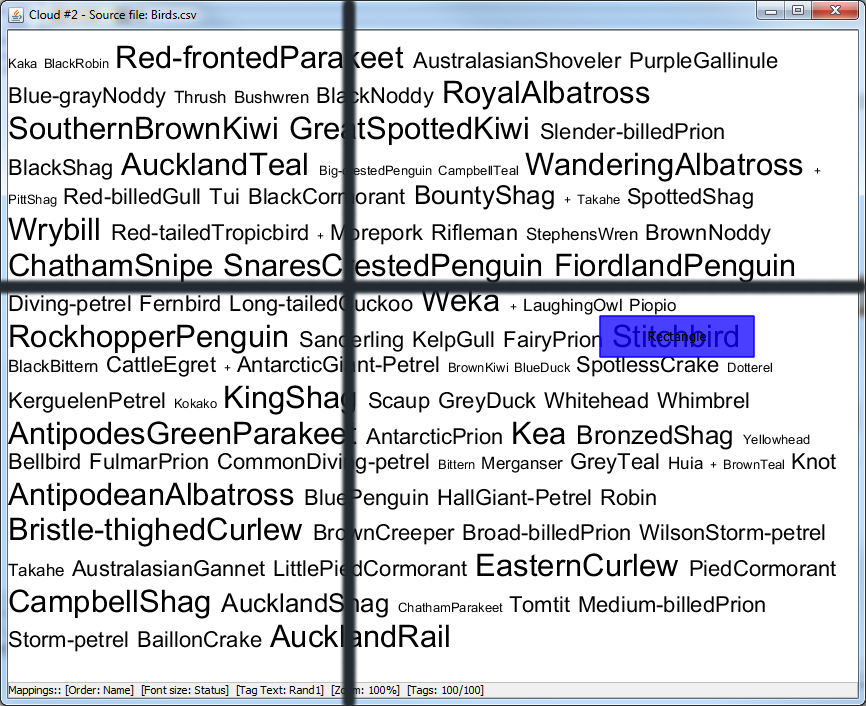 Cloud #2 - Source file: Birds.csv
Kaka BlackRobin Red-frontedParakeet AustralasianShoveler PurpleGallinule
Blue-grayNoddy Thrush Bushwren BlackNoddy RoyalAlbatross
SouthernBrownKiwi GreatSpottedKiwi Slender-billedPrion
BlackShag AucklandTeal Big-crestedPenguin CampbellTeal WanderingAlbatross +
PittShag Red-billedGull Tui BlackCormorant BountyShag + Takahe SpottedShag
Wrybill Red-tailedTropicbird + Morepork Rifleman StephensWren BrownNoddy
ChathamSnipe SnaresCrestedPenguin FiordlandPenguin
Diving-petrel Fernbird Long-tailedCuckoo Weka + LaughingOwl Piopio
RockhopperPenguin Sanderling KelpGull FairyPrion Stitchbird
Rectangle
BlackBittern CattleEgret + AntarcticGiant-Petrel BrownKiwi BlueDuck SpotlessCrake Dotterel
KerguelenPetrel Kokako KingShag Scaup GreyDuck Whitehead Whimbrel
AntipodesGreenParakeet AntarcticPrion Kea BronzedShag Yellowhead
Bellbird FulmarPrion CommonDiving-petrel Bittern Merganser GreyTeal Huia + BrownTeal Knot
AntipodeanAlbatross BluePenguin HallGiant-Petrel Robin
Bristle-thighedCurlew BrownCreeper Broad-billedPrion WilsonStorm-petrel
Takahe AustralasianGannet LittlePiedCormorant EasternCurlew PiedCormorant
CampbellShag AucklandShag ChathamParakeet Tomtit Medium-billedPrion
Storm-petrel BaillonCrake AucklandRail
Mappings:: [Order: Name] [Font size: Status] [Tag Text: Rand1] [Zoom: 100%] [Tags: 100/100]